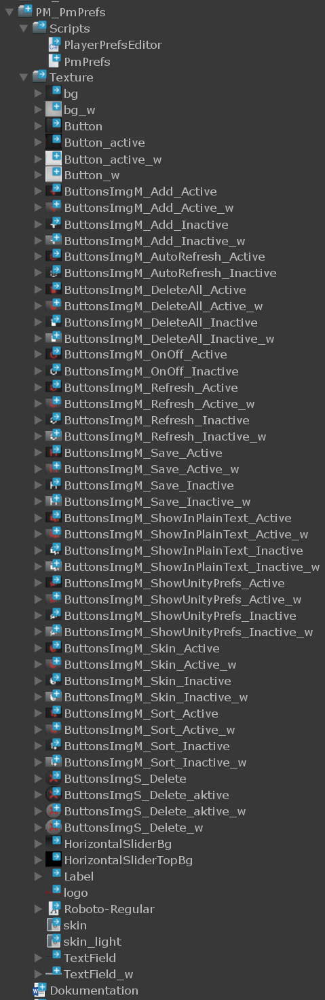 PM_PmPrefs
Scripts
PlayerPrefsEditor
PmPrefs
Texture
bg
bg_w
Button
Button_active
Button_active_w
Button_w
ButtonsImgM_Add_Active
ButtonsImgM_Add_Active_w
ButtonsImgM_Add_Inactive
ButtonsImgM_Add_Inactive_w
ButtonsImgM_AutoRefresh_Active
ButtonsImgM_AutoRefresh_Inactive
ButtonsImgM_DeleteAll_Active
ButtonsImgM_DeleteAll_Active_w
ButtonsImgM_DeleteAll_Inactive
ButtonsImgM_DeleteAll_Inactive_w
ButtonsImgM_OnOff_Active
ButtonsImgM_OnOff_Inactive
ButtonsImgM_Refresh_Active
ButtonsImgM_Refresh_Active_w
ButtonsImgM_Refresh_Inactive
ButtonsImgM_Refresh_Inactive_w
ButtonsImgM_Save_Active
ButtonsImgM_Save_Active_w
ButtonsImgM_Save_Inactive
ButtonsImgM_Save_Inactive_w
ButtonsImgM_ShowInPlainText_Active
ButtonsImgM_ShowInPlainText_Active_w
ButtonsImgM_ShowInPlainText_Inactive
ButtonsImgM_ShowInPlainText_Inactive_w
ButtonsImgM_ShowUnityPrefs_Active
ButtonsImgM_ShowUnityPrefs_Active_w
ButtonsImgM_ShowUnityPrefs_Inactive
ButtonsImgM_ShowUnityPrefs_Inactive_w
ButtonsImgM_Skin_Active
ButtonsImgM_Skin_Active_w
ButtonsImgM_Skin_Inactive
ButtonsImgM_Skin_Inactive_w
ButtonsImgM_Sort_Active
ButtonsImgM_Sort_Active_w
ButtonsImgM_Sort_Inactive
ButtonsImgM_Sort_Inactive_w
ButtonsImgS_Delete
ButtonsImgS_Delete_aktive
ButtonsImgS_Delete_aktive_w
ButtonsImgS_Delete_w
HorizontalSliderBg
HorizontalSliderTopBg
Label
logo
Roboto-Regular
skin
skin_light
TextField
TextField_w
Dokumentation